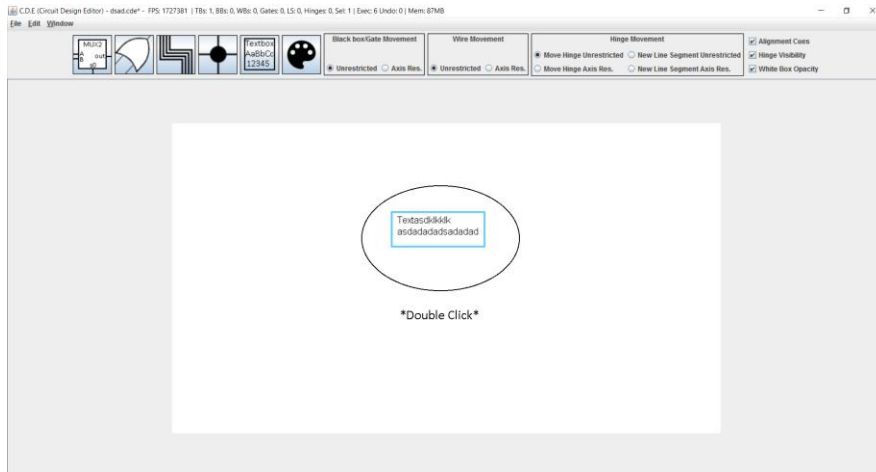 C.D.E (Circuit Design Editor) - dsad.cde* - FPS: 1727381 | TBs: 1, BBs: 0, WBs: 0, Gates: 0, LS: 0, Hinges: 0, Sel: 1 | Exec: 6 Undo: 0 | Mem: 87MB
File Edit Window
MUX2
A
B
out
s0
Textbox
AaBbCc
12345
Black box/Gate Movement
Unrestricted Axis Res.
Wire Movement
Unrestricted Axis Res.
Hinge Movement
Move Hinge Unrestricted New Line Segment Unrestricted
Move Hinge Axis Res. New Line Segment Axis Res.
Alignment Cues
Hinge Visibility
White Box Opacity
Textasdklkklk
asdadadadsadadad
*Double Click*